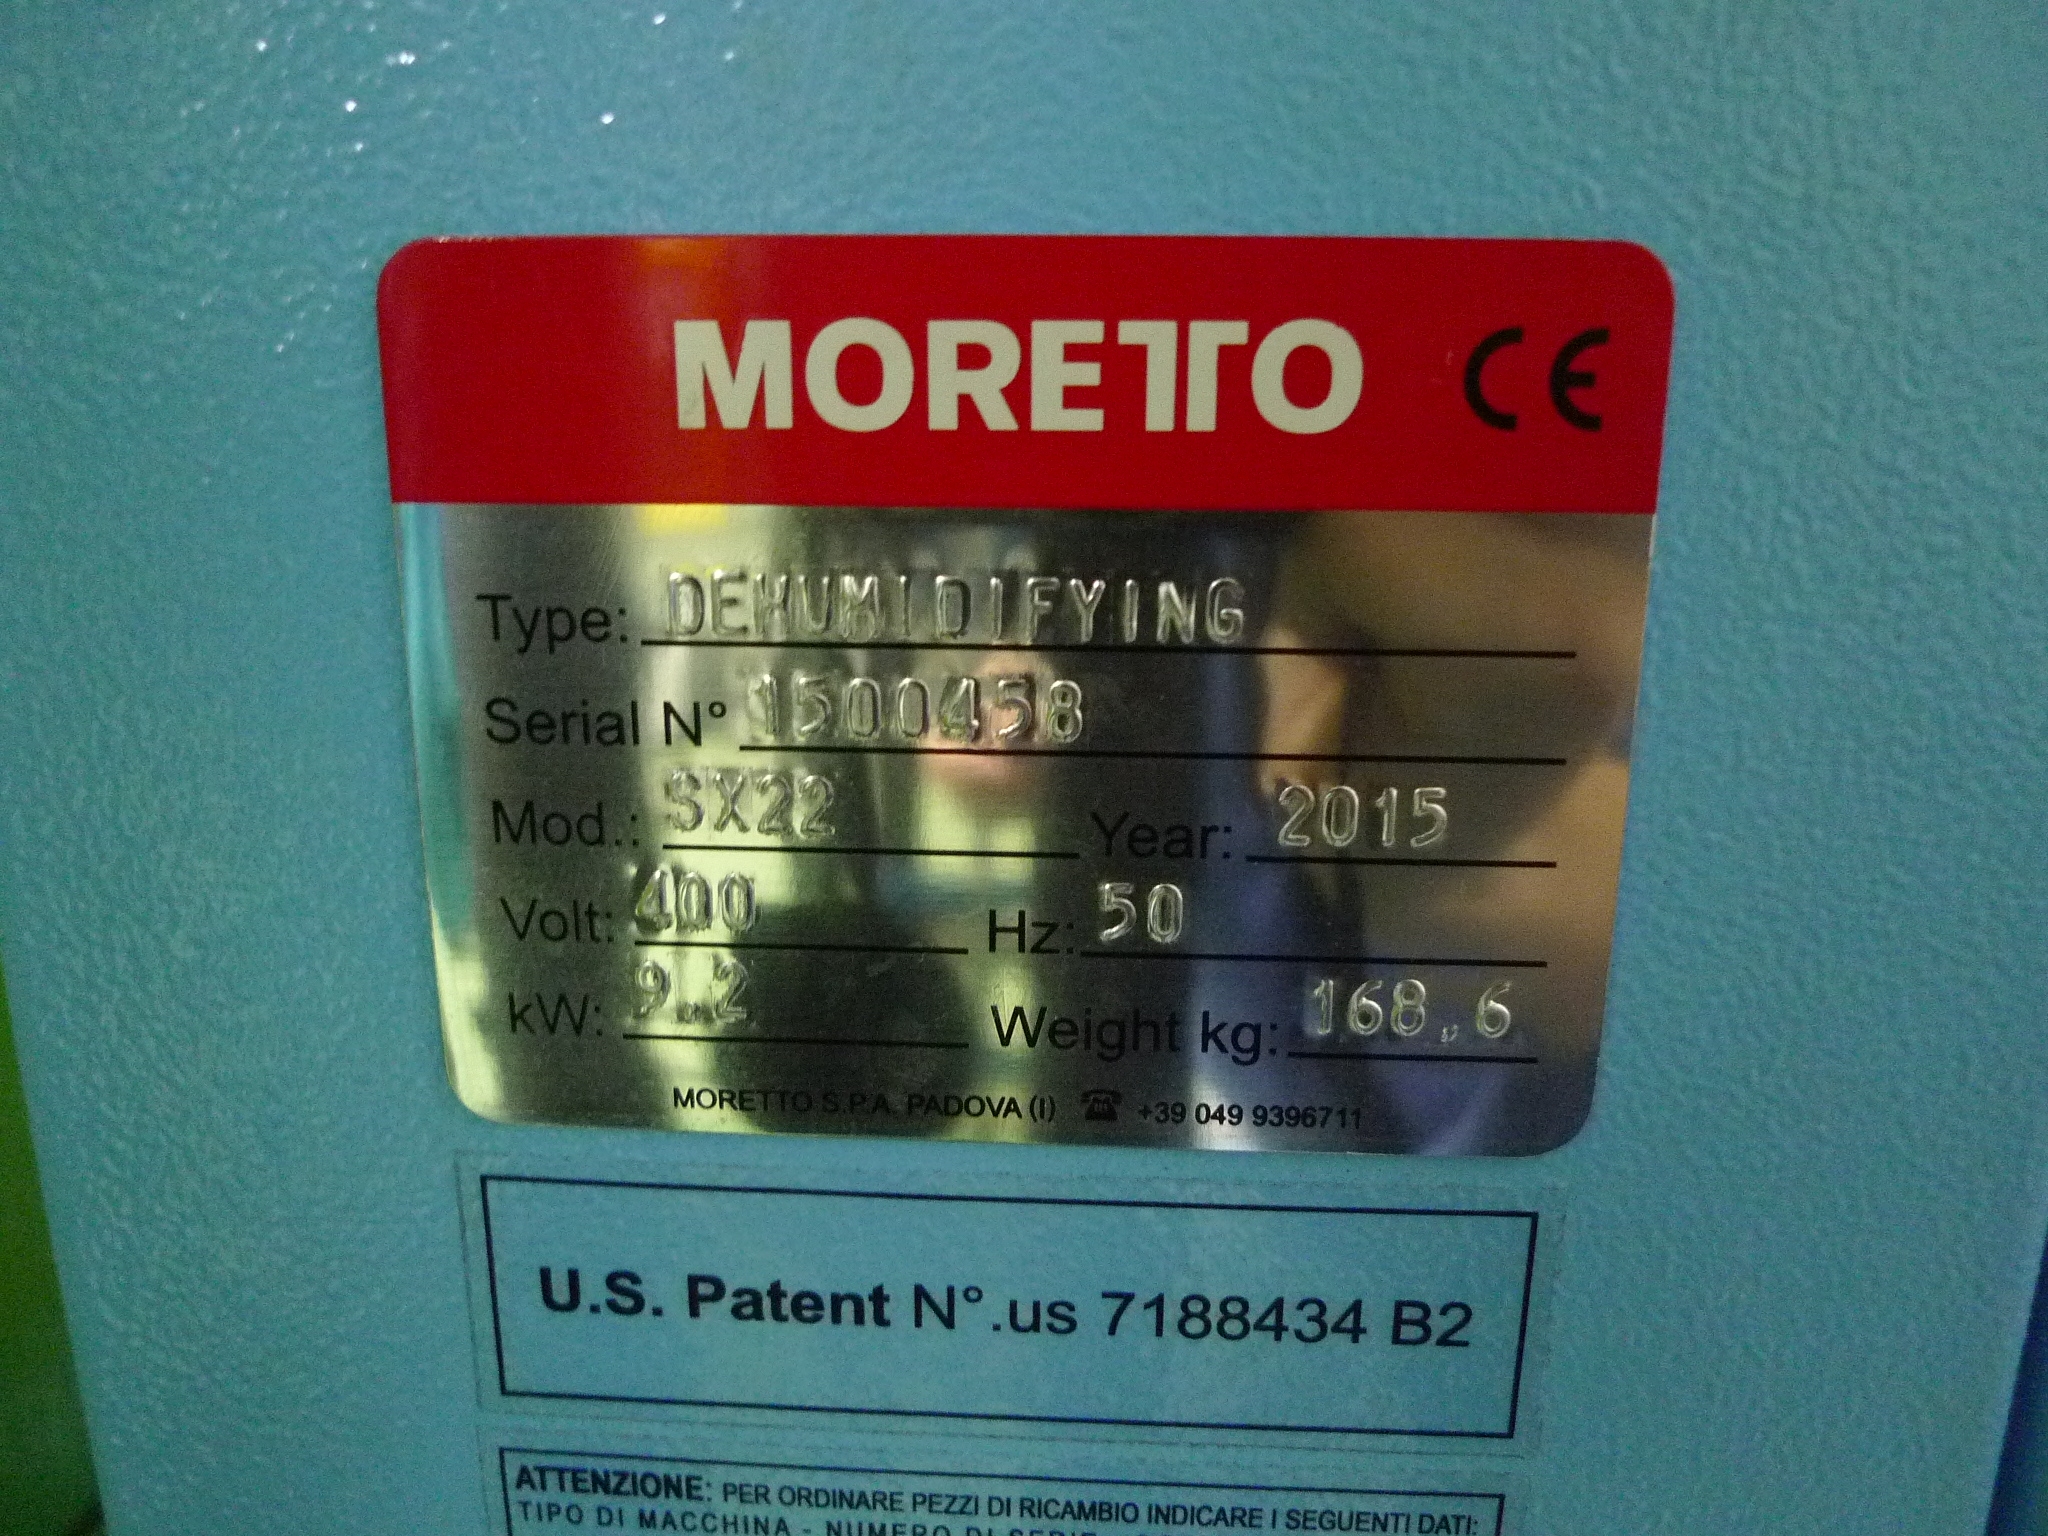 MORETTO CE
Type: DEHUMIDIFYING
Serial N° 1500458
Mod.: SX22 Year: 2015
Volt: 400 Hz: 50
kW: 9.2 Weight kg: 168,6
MORETTO S.P.A. PADOVA (I) ☎ +39 049 9396711
U.S. Patent N°.us 7188434 B2
ATTENZIONE: PER ORDINARE PEZZI DI RICAMBIO INDICARE I SEGUENTI DATI:
TIPO DI MACCHINA - NUMERO DI SERIE